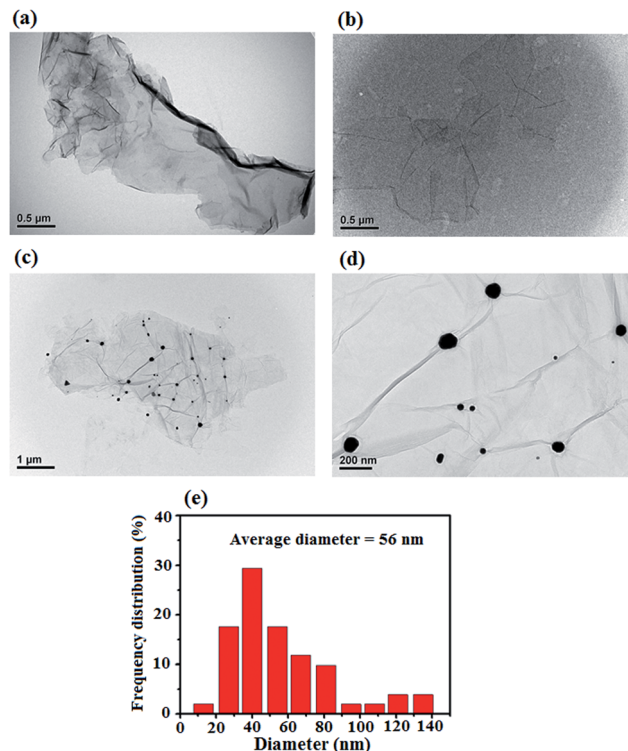 (a)
(b)
0.5 µm
0.5 µm
(c)
(d)
1 µm
200 nm
(e)
Average diameter = 56 nm
Frequency distribution (%)
40
30
20
10
0
0 20 40 60 80 100 120 140
Diameter (nm)